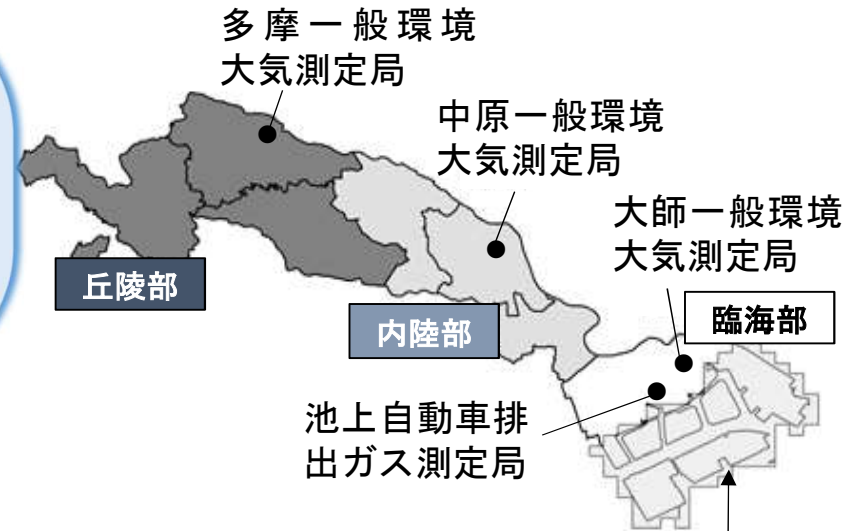 多摩一般環境
大気測定局
中原一般環境
大気測定局
大師一般環境
大気測定局
丘陵部
内陸部
臨海部
池上自動車排
出ガス測定局